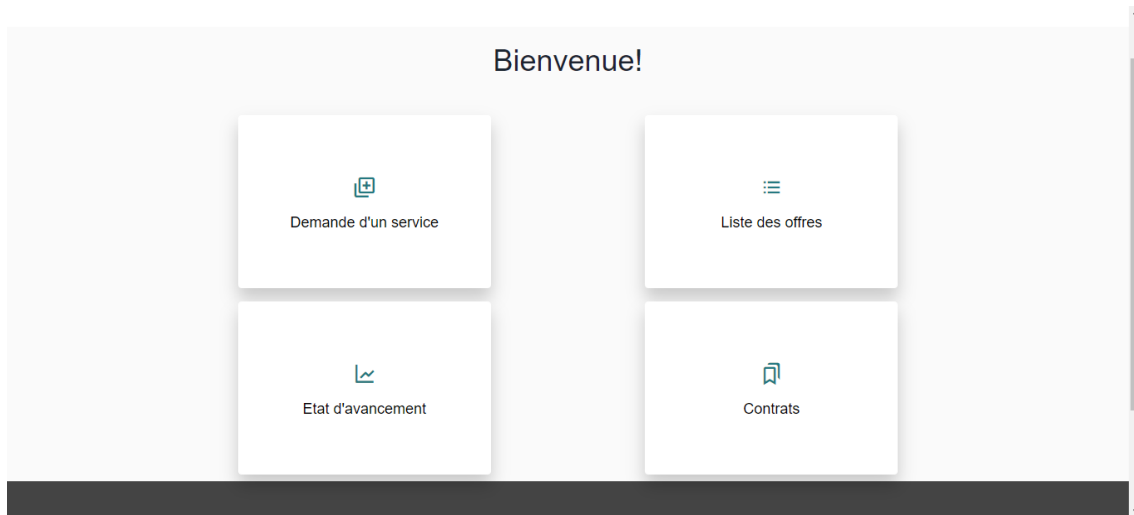 Bienvenue!
Demande d'un service
Liste des offres
Etat d'avancement
Contrats